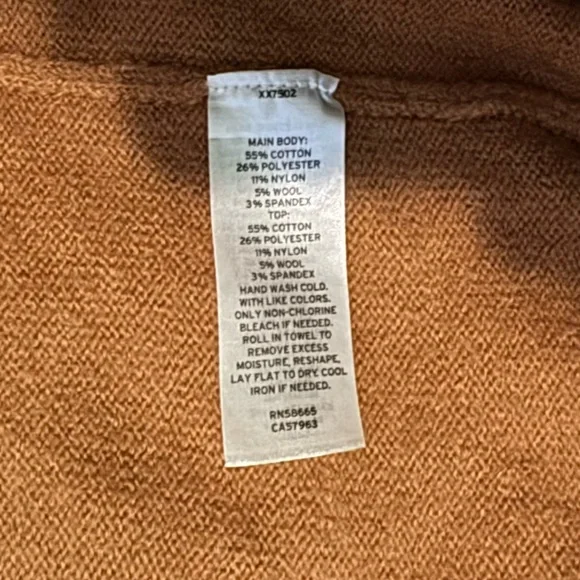 XX7502
MAIN BODY:
55% COTTON
26% POLYESTER
11% NYLON
5% WOOL
3% SPANDEX
TOP:
55% COTTON
26% POLYESTER
11% NYLON
5% WOOL
3% SPANDEX
HAND WASH COLD.
WITH LIKE COLORS.
ONLY NON-CHLORINE
BLEACH IF NEEDED.
ROLL IN TOWEL TO
REMOVE EXCESS
MOISTURE, RESHAPE,
LAY FLAT TO DRY. COOL
IRON IF NEEDED.
RN58665
CA57963